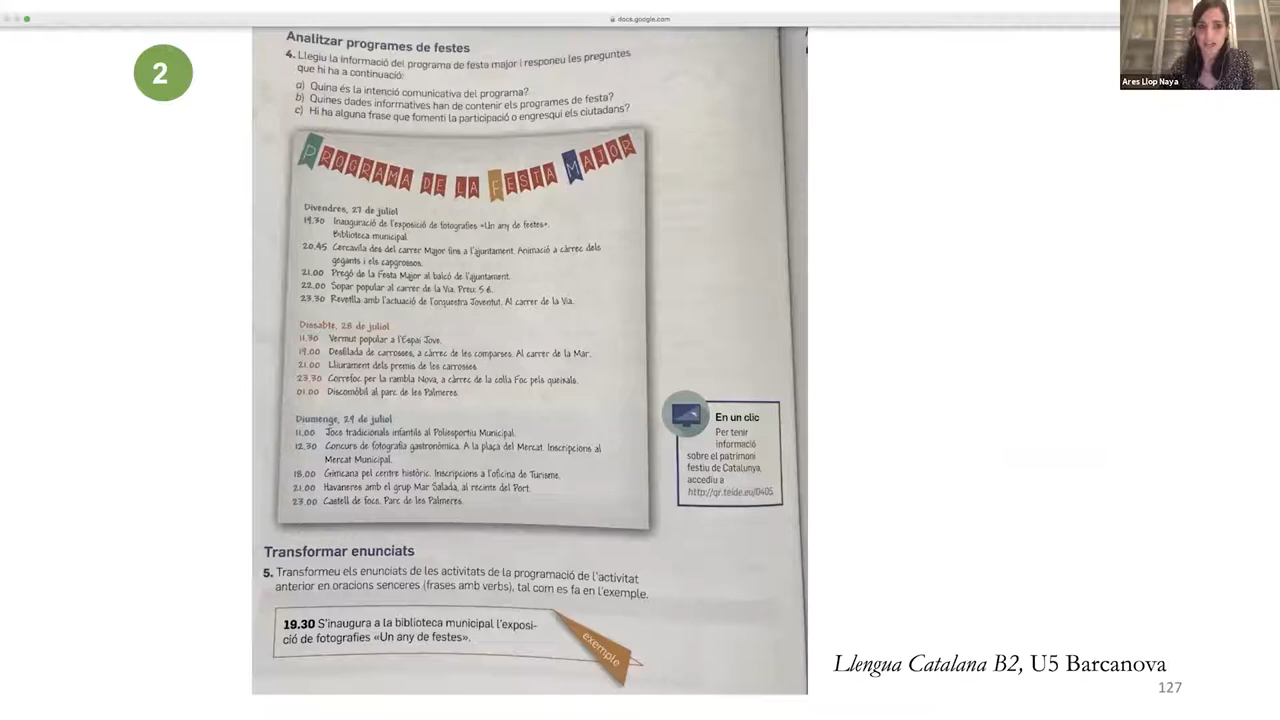 docs.google.com
Ares Llop Naya
2
Analitzar programes de festes
4. Llegiu la informació del programa de festa major i responeu les preguntes
que hi ha a continuació:
a) Quina és la intenció comunicativa del programa?
b) Quines dades informatives han de contenir els programes de festa?
c) Hi ha alguna frase que fomenti la participació o engresqui els ciutadans?
PROGRAMA DE LA FESTA MAJOR
Divendres, 27 de juliol
19.30 Inauguració de l'exposició de fotografies «Un any de festes».
Biblioteca municipal
20.45 Cercavila des del carrer Major fins a l'ajuntament. Animació a càrrec dels
gegants i els capgrossos.
21.00 Pregó de la Festa Major al balcó de l'ajuntament.
22.00 Sopar popular al carrer de la Via. Preu: 5 €.
23.30 Revetlla amb l'actuació de l'orquestra Joventut. Al carrer de la Via.
Dissabte, 28 de juliol
11.30 Vermut popular a l'Espai Jove.
19.00 Desfilada de carrosses, a càrrec de les comparses. Al carrer de la Mar.
21.00 Lliurament dels premis de les carrosses.
23.30 Correfoc per la rambla Nova, a càrrec de la colla Foc pels queixals.
01.00 Discomòbil al parc de les Palmeres.
Diumenge, 29 de juliol
11.00 Jocs tradicionals infantils al Poliesportiu Municipal.
12.30 Concurs de fotografia gastronòmica. A la plaça del Mercat. Inscripcions al
Mercat Municipal.
18.00 Gimcana pel centre històric. Inscripcions a l'oficina de Turisme.
21.00 Havaneres amb el grup Mar Salada, al recinte del Port.
23.00 Castell de focs. Parc de les Palmeres.
En un clic
Per tenir
informació
sobre el patrimoni
festiu de Catalunya,
accediu a
http://qr.teide.eu/0405
Transformar enunciats
5. Transformeu els enunciats de les activitats de la programació de l'activitat
anterior en oracions senceres (frases amb verbs), tal com es fa en l'exemple.
19.30 S'inaugura a la biblioteca municipal l'exposi-
ció de fotografies «Un any de festes».
exemple
Llengua Catalana B2, U5 Barcanova
127